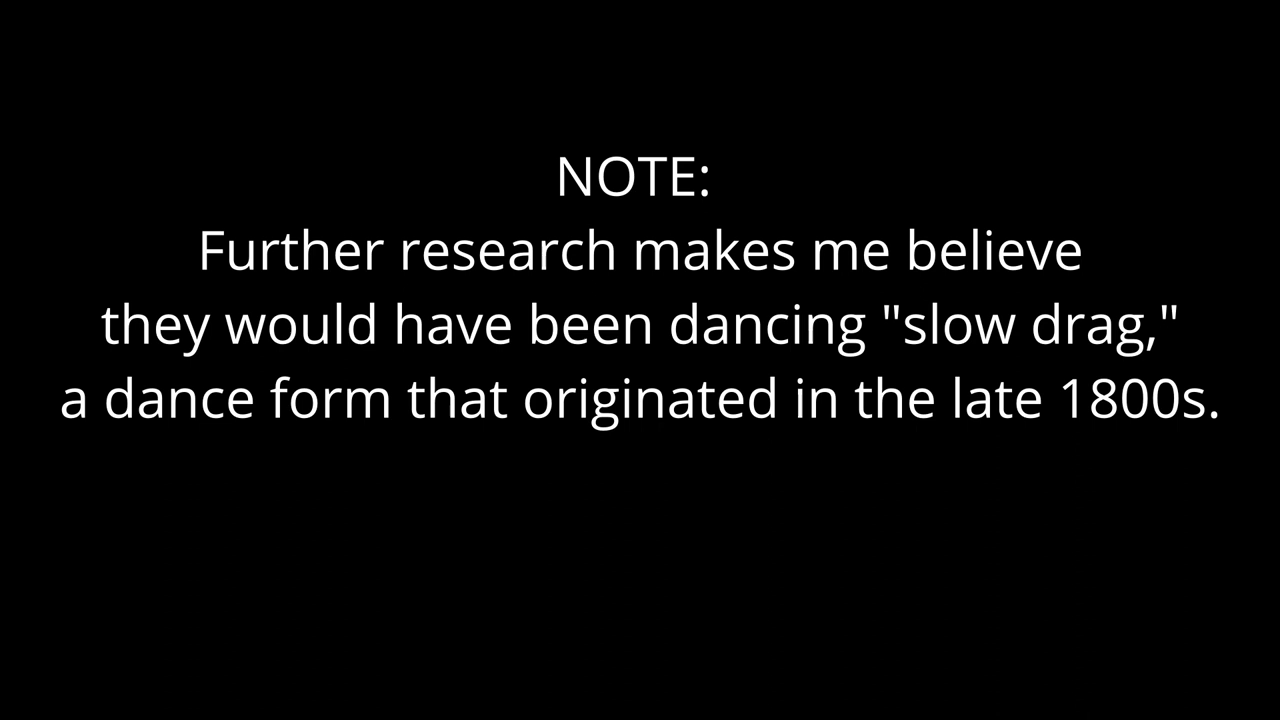 NOTE:
Further research makes me believe
they would have been dancing "slow drag,"
a dance form that originated in the late 1800s.